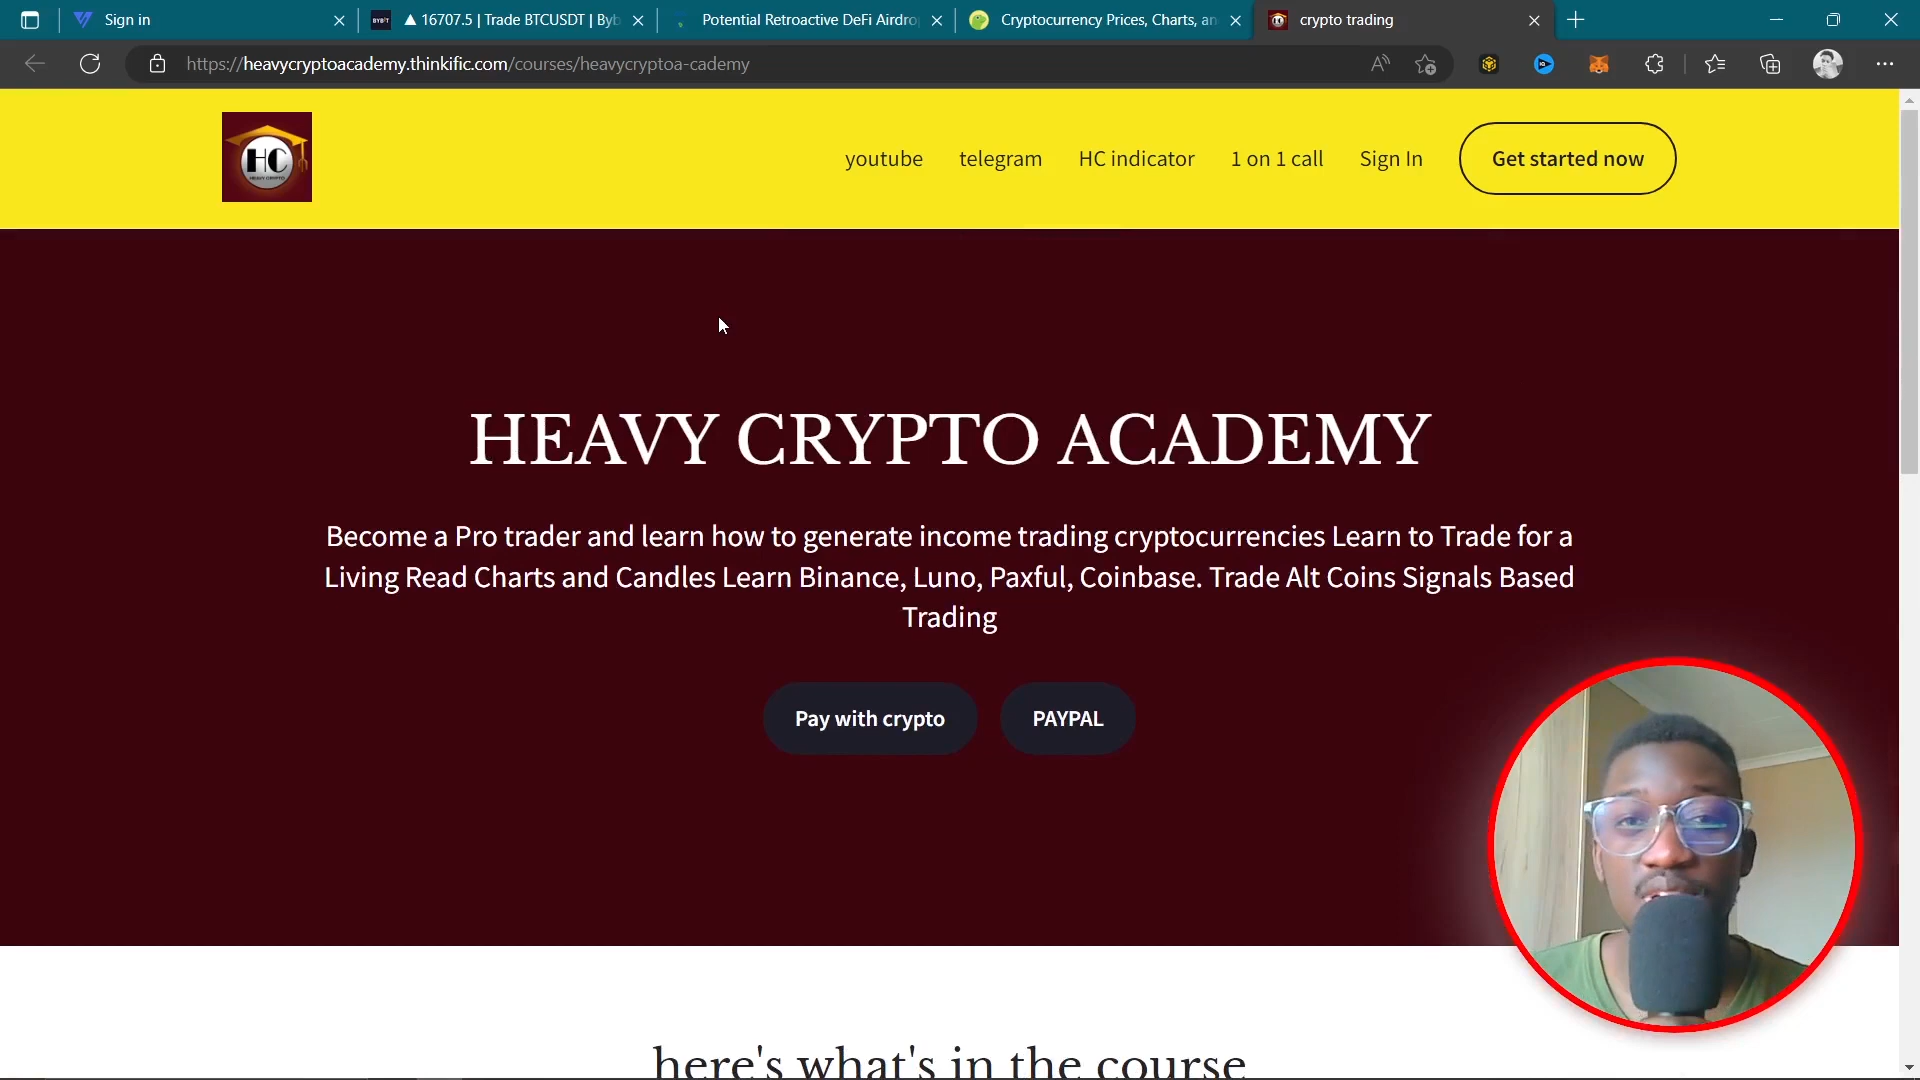 Sign in
BYBIT
▲ 16707.5 | Trade BTCUSDT | Byb
Potential Retroactive DeFi Airdro
Cryptocurrency Prices, Charts, an
crypto trading
https://heavycryptoacademy.thinkific.com/courses/heavycryptoa-cademy
HC
HEAVY CRYPTO
youtube
telegram
HC indicator
1 on 1 call
Sign In
Get started now
HEAVY CRYPTO ACADEMY
Become a Pro trader and learn how to generate income trading cryptocurrencies Learn to Trade for a
Living Read Charts and Candles Learn Binance, Luno, Paxful, Coinbase. Trade Alt Coins Signals Based
Trading
Pay with crypto
PAYPAL
here's what's in the course